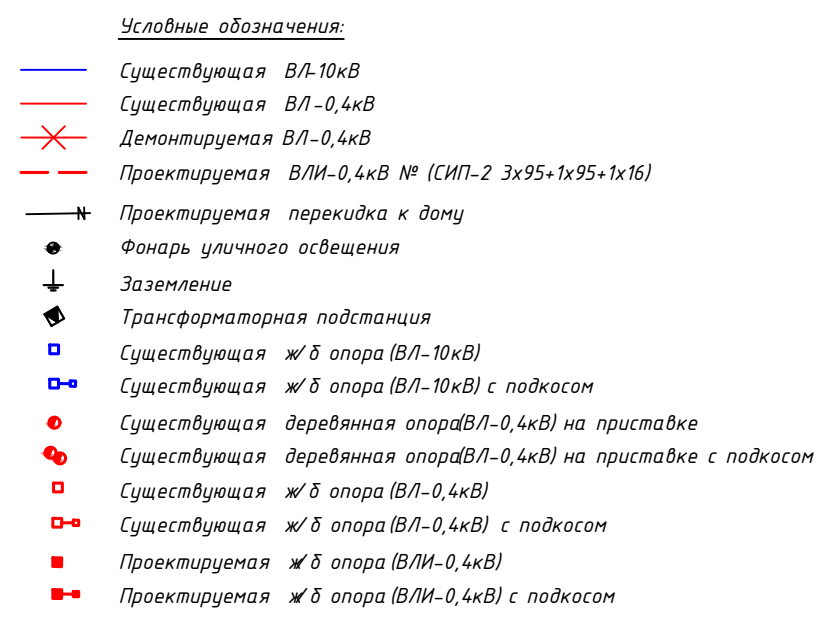 Условные обозначения:
Существующая ВЛ-10кВ
Существующая ВЛ-0,4кВ
Демонтируемая ВЛ-0,4кВ
Проектируемая ВЛИ-0,4кВ № (СИП-2 3х95+1х95+1х16)
Проектируемая перекидка к дому
Фонарь уличного освещения
Заземление
Трансформаторная подстанция
Существующая ж/б опора (ВЛ-10кВ)
Существующая ж/б опора (ВЛ-10кВ) с подкосом
Существующая деревянная опора(ВЛ-0,4кВ) на приставке
Существующая деревянная опора(ВЛ-0,4кВ) на приставке с подкосом
Существующая ж/б опора (ВЛ-0,4кВ)
Существующая ж/б опора (ВЛ-0,4кВ) с подкосом
Проектируемая ж/б опора (ВЛИ-0,4кВ)
Проектируемая ж/б опора (ВЛИ-0,4кВ) с подкосом